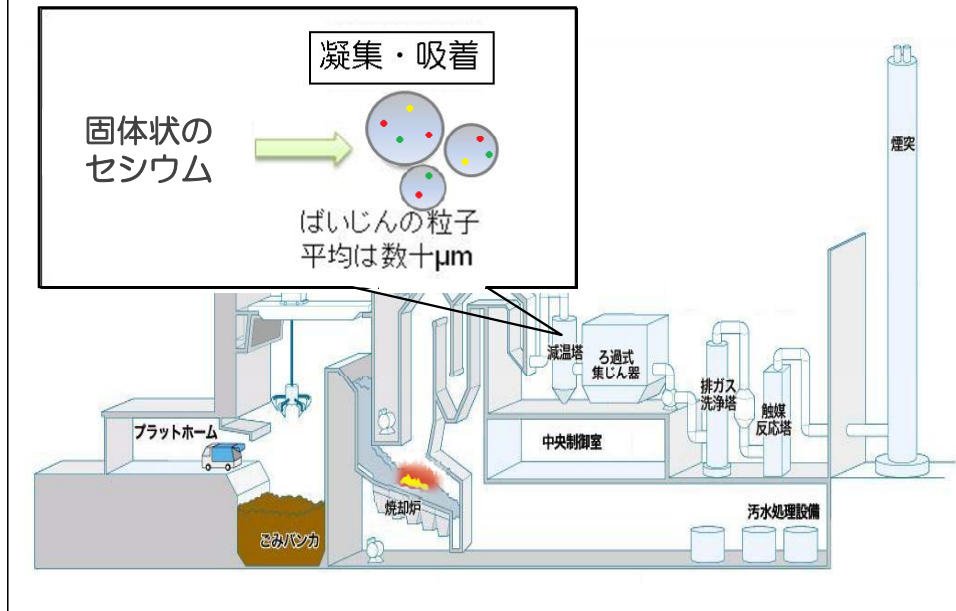 凝集・吸着
固体状の
セシウム
ばいじんの粒子
平均は数十μm
煙突
減温塔
ろ過式
集じん器
排ガス
洗浄塔
触媒
反応塔
プラットホーム
中央制御室
焼却炉
汚水処理設備
ごみバンカ